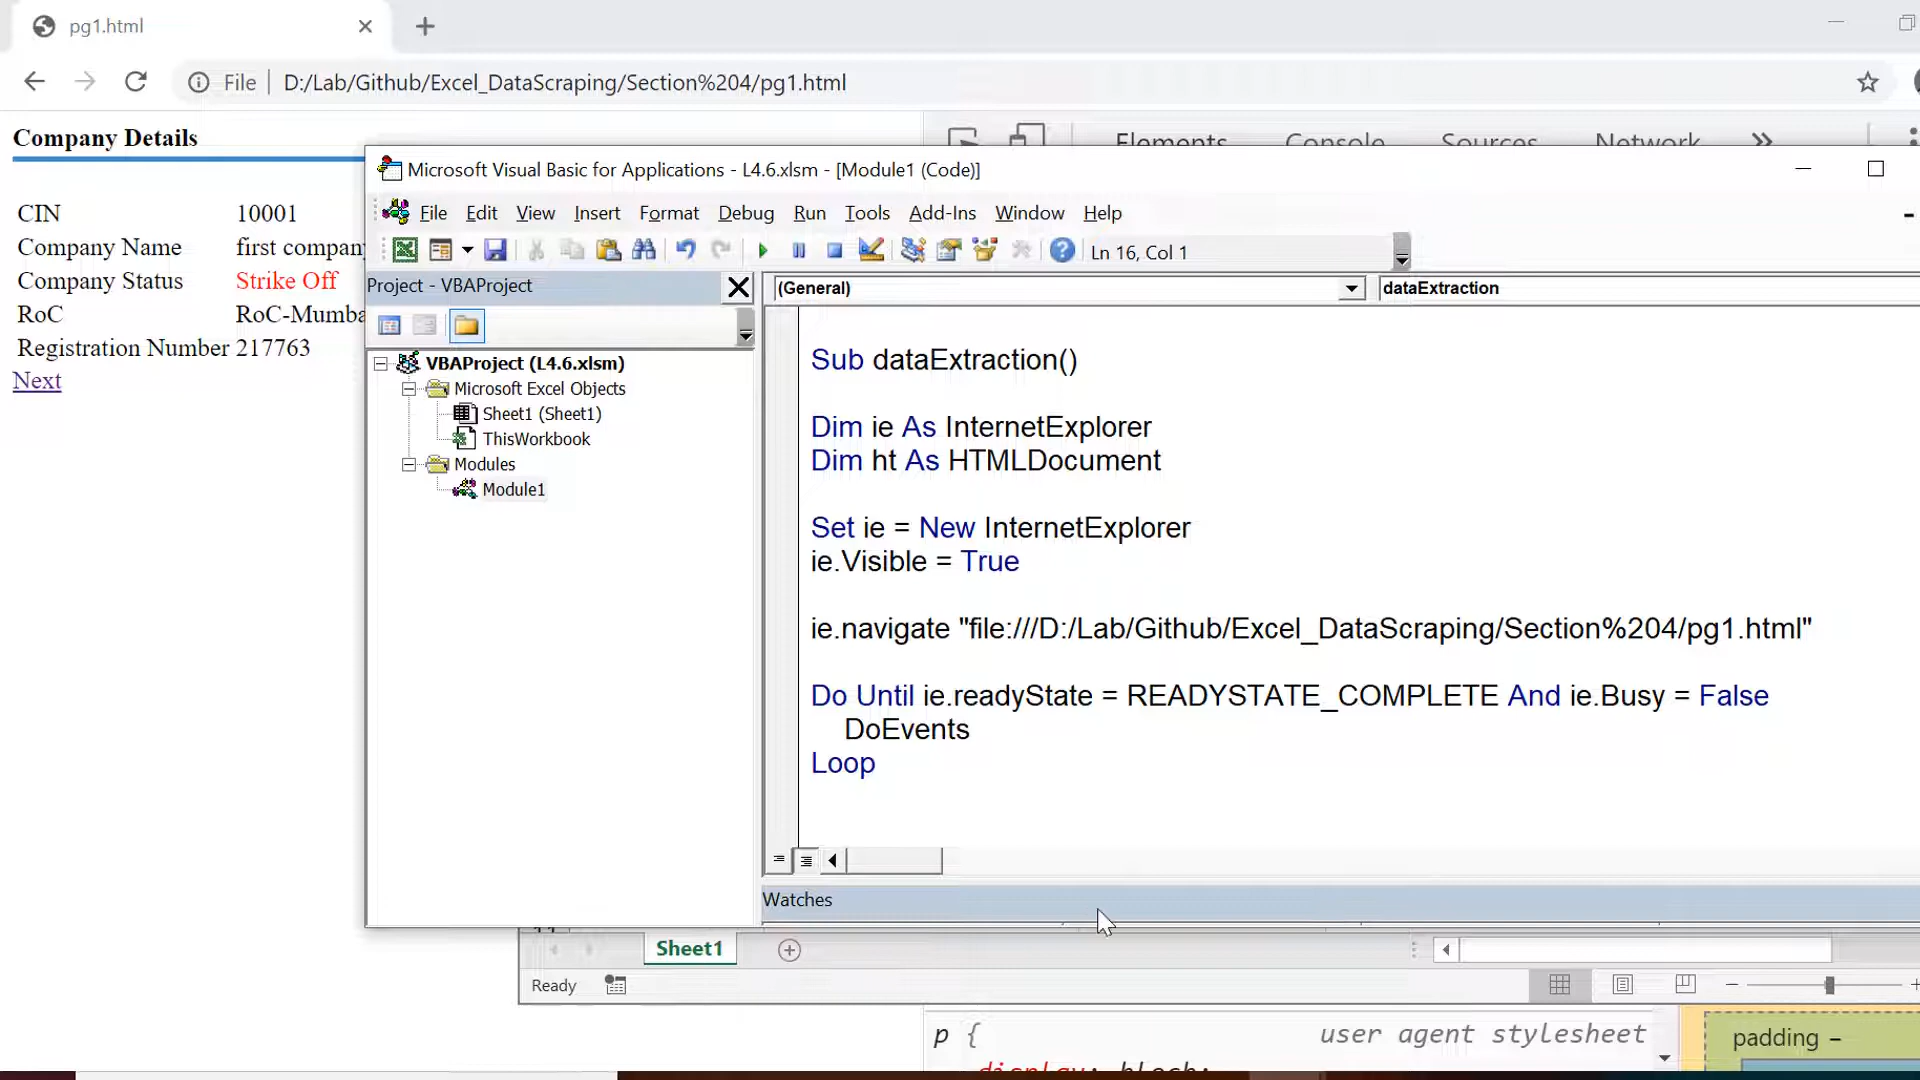 pg1.html
File
D:/Lab/Github/Excel_DataScraping/Section%204/pg1.html
Company Details
CIN 10001
Company Name first company
Company Status Strike Off
RoC RoC-Mumba
Registration Number 217763
Next
Elements Console Sources Network
Microsoft Visual Basic for Applications - L4.6.xlsm - [Module1 (Code)]
File Edit View Insert Format Debug Run Tools Add-Ins Window Help
Ln 16, Col 1
Project - VBAProject
VBAProject (L4.6.xlsm)
Microsoft Excel Objects
Sheet1 (Sheet1)
ThisWorkbook
Modules
Module1
(General)
dataExtraction
Sub dataExtraction()
Dim ie As InternetExplorer
Dim ht As HTMLDocument
Set ie = New InternetExplorer
ie.Visible = True
ie.navigate "file:///D:/Lab/Github/Excel_DataScraping/Section%204/pg1.html"
Do Until ie.readyState = READYSTATE_COMPLETE And ie.Busy = False
DoEvents
Loop
Watches
11
Sheet1
Ready
p {
user agent stylesheet
display: block;
padding –